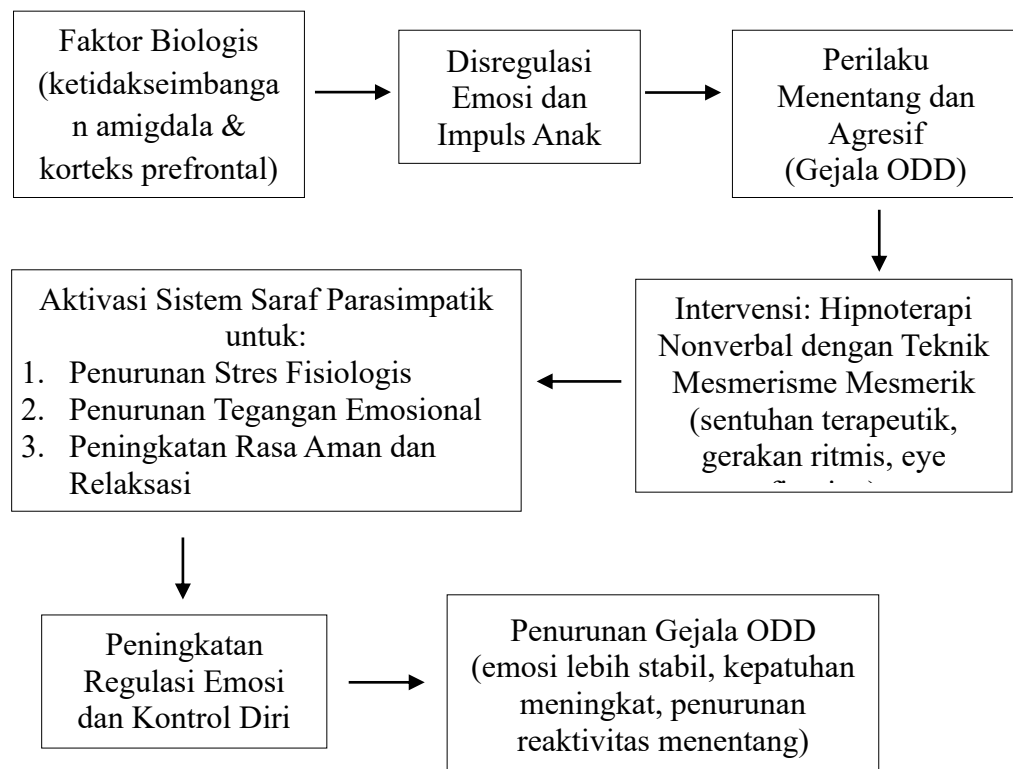 Faktor Biologis
(ketidakseimbanga
n amigdala &
korteks prefrontal)
Disregulasi
Emosi dan
Impuls Anak
Perilaku
Menentang dan
Agresif
(Gejala ODD)
Aktivasi Sistem Saraf Parasimpatik
untuk:
1. Penurunan Stres Fisiologis
2. Penurunan Tegangan Emosional
3. Peningkatan Rasa Aman dan
Relaksasi
Intervensi: Hipnoterapi
Nonverbal dengan Teknik
Mesmerisme Mesmerik
(sentuhan terapeutik,
gerakan ritmis, eye
Peningkatan
Regulasi Emosi
dan Kontrol Diri
Penurunan Gejala ODD
(emosi lebih stabil, kepatuhan
meningkat, penurunan
reaktivitas menentang)